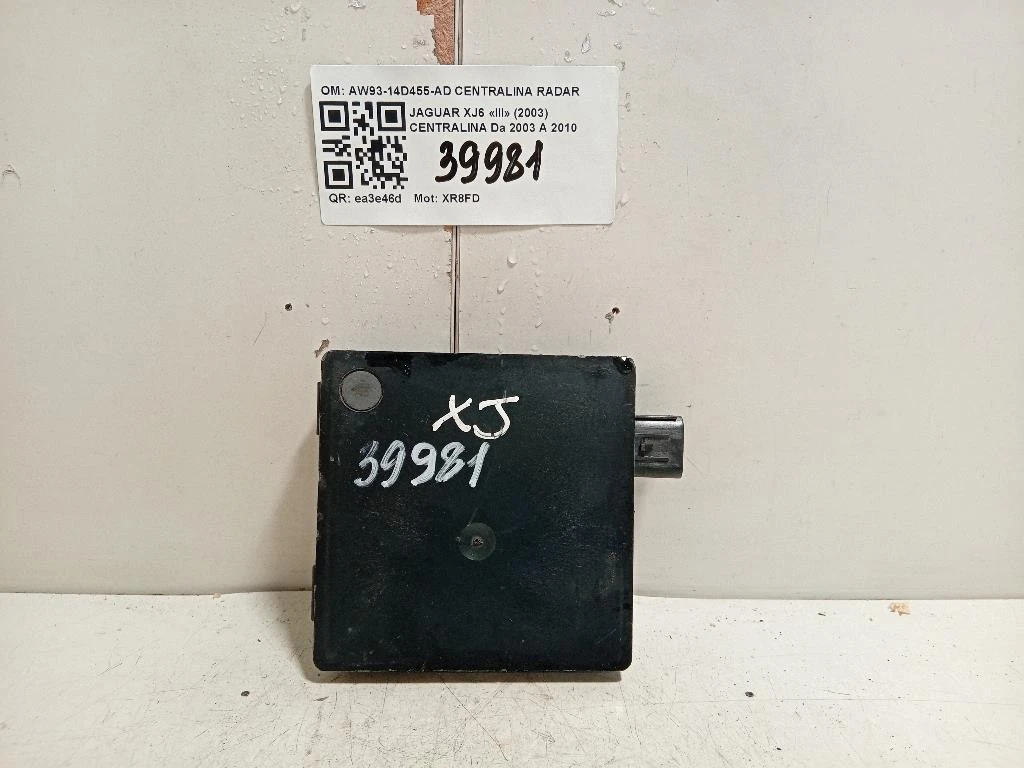 OM: AW93-14D455-AD CENTRALINA RADAR
JAGUAR XJ6 «III» (2003)
CENTRALINA Da 2003 A 2010
39981
QR: ea3e46d Mot: XR8FD
XJ
39981